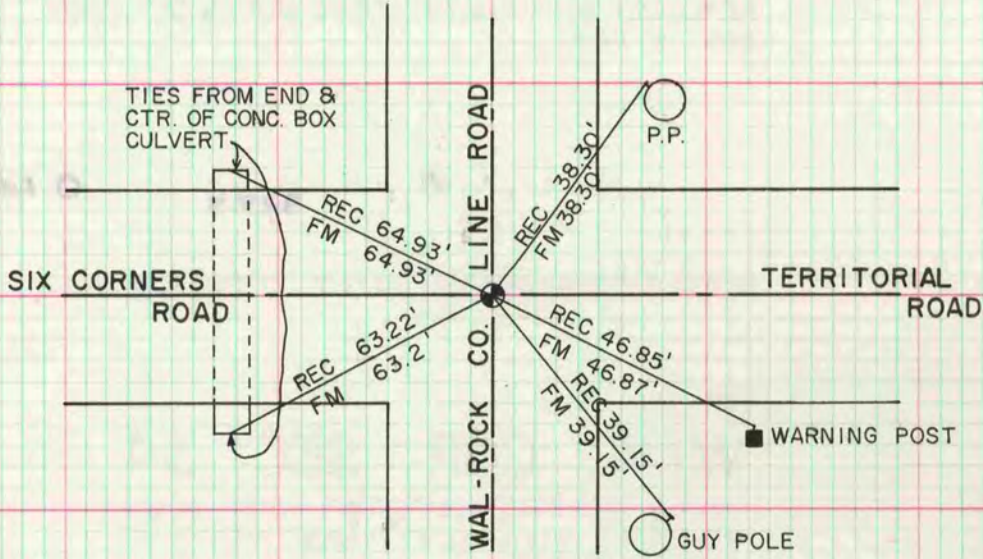 TIES FROM END &
CTR. OF CONC. BOX
CULVERT
P.P.
REC 38.30'
FM 38.30'
WAL-ROCK CO. LINE ROAD
REC 64.93'
FM 64.93'
SIX CORNERS
ROAD
TERRITORIAL
ROAD
REC 63.22'
FM 63.2'
REC 46.85'
FM 46.87'
REC 39.15'
FM 39.15'
WARNING POST
GUY POLE